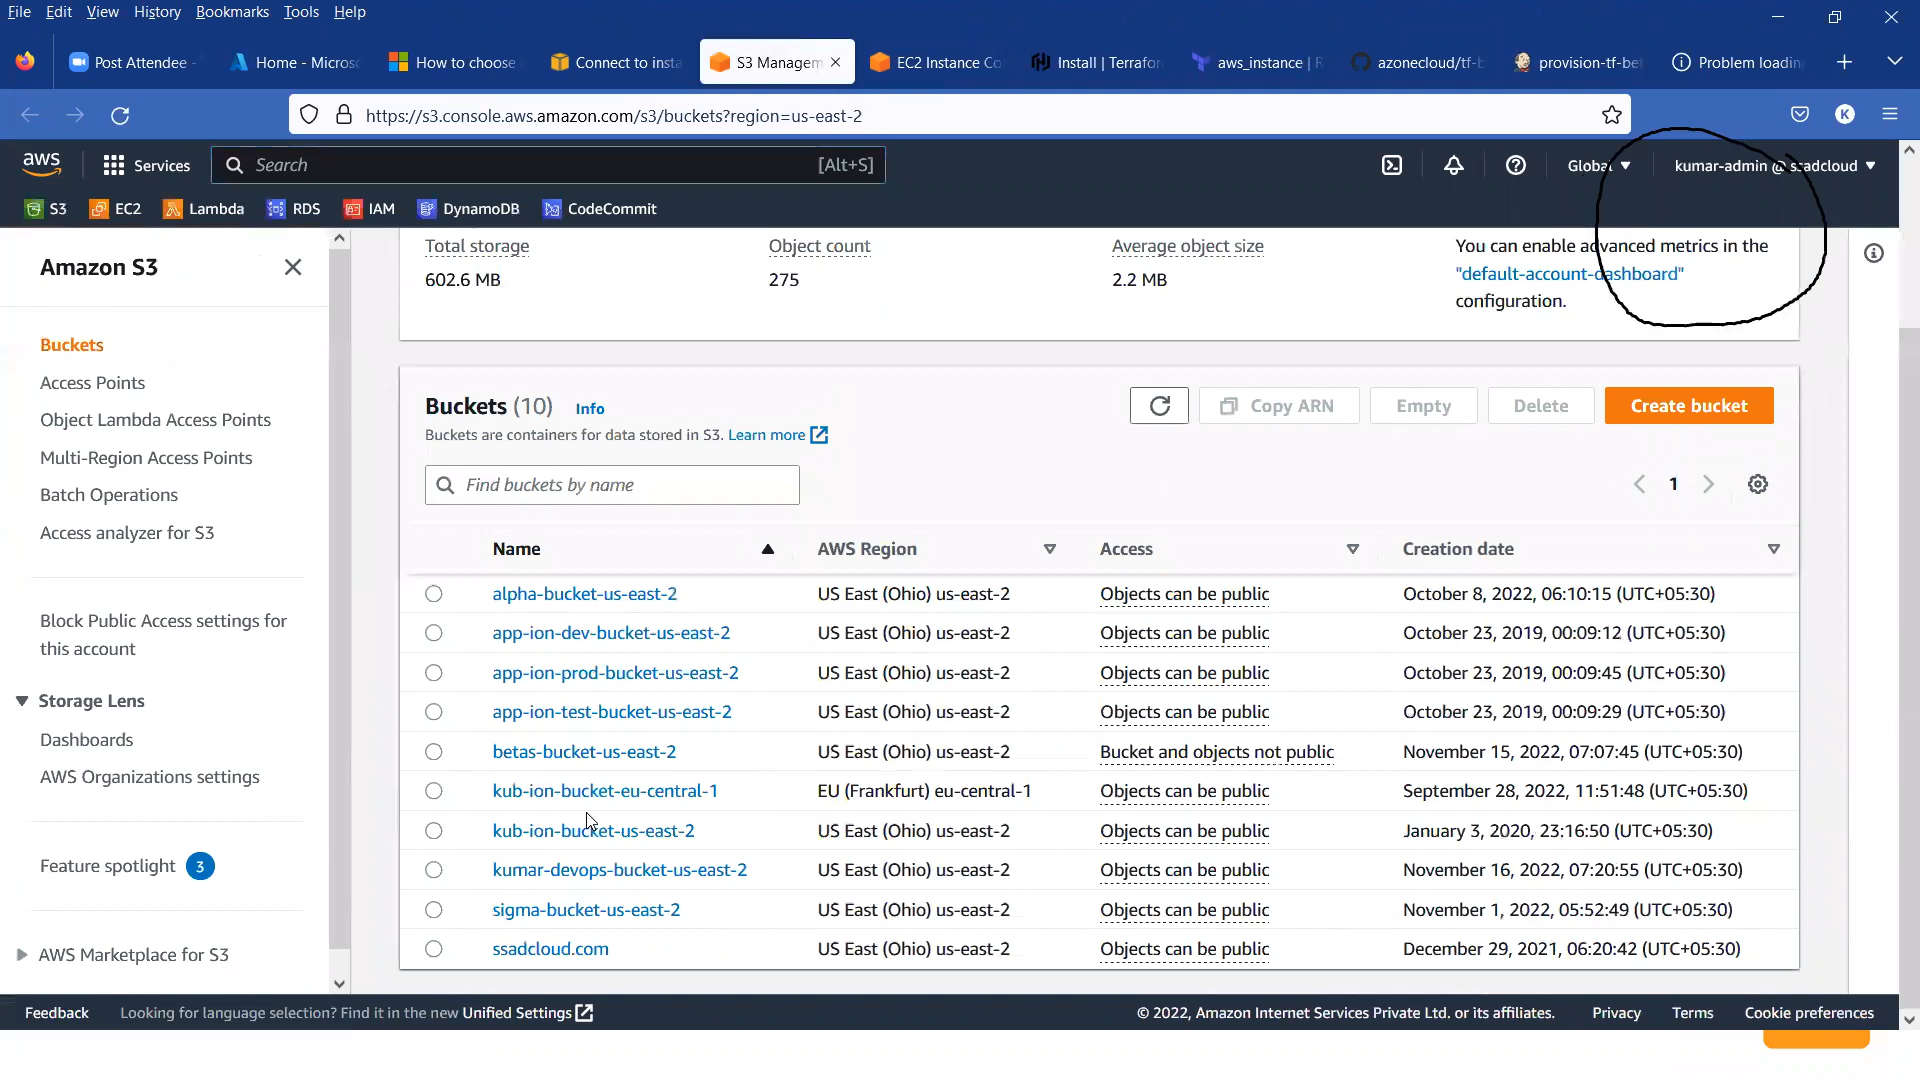 File Edit View History Bookmarks Tools Help
Post Attendee - Home - Micros How to choose Connect to insta S3 Managem EC2 Instance Co Install | Terrafor aws_instance | R azonecloud/tf-b provision-tf-bet Problem loadin
https://s3.console.aws.amazon.com/s3/buckets?region=us-east-2 K
aws Services Search [Alt+S] Global kumar-admin @ ssadcloud
S3 EC2 Lambda RDS IAM DynamoDB CodeCommit
Amazon S3
Buckets
Access Points
Object Lambda Access Points
Multi-Region Access Points
Batch Operations
Access analyzer for S3
Block Public Access settings for
this account
Storage Lens
Dashboards
AWS Organizations settings
Feature spotlight 3
AWS Marketplace for S3
Total storage Object count Average object size You can enable advanced metrics in the
602.6 MB 275 2.2 MB "default-account-dashboard"
configuration.
Buckets (10) Info Copy ARN Empty Delete Create bucket
Buckets are containers for data stored in S3. Learn more
Find buckets by name 1
Name AWS Region Access Creation date
alpha-bucket-us-east-2 US East (Ohio) us-east-2 Objects can be public October 8, 2022, 06:10:15 (UTC+05:30)
app-ion-dev-bucket-us-east-2 US East (Ohio) us-east-2 Objects can be public October 23, 2019, 00:09:12 (UTC+05:30)
app-ion-prod-bucket-us-east-2 US East (Ohio) us-east-2 Objects can be public October 23, 2019, 00:09:45 (UTC+05:30)
app-ion-test-bucket-us-east-2 US East (Ohio) us-east-2 Objects can be public October 23, 2019, 00:09:29 (UTC+05:30)
betas-bucket-us-east-2 US East (Ohio) us-east-2 Bucket and objects not public November 15, 2022, 07:07:45 (UTC+05:30)
kub-ion-bucket-eu-central-1 EU (Frankfurt) eu-central-1 Objects can be public September 28, 2022, 11:51:48 (UTC+05:30)
kub-ion-bucket-us-east-2 US East (Ohio) us-east-2 Objects can be public January 3, 2020, 23:16:50 (UTC+05:30)
kumar-devops-bucket-us-east-2 US East (Ohio) us-east-2 Objects can be public November 16, 2022, 07:20:55 (UTC+05:30)
sigma-bucket-us-east-2 US East (Ohio) us-east-2 Objects can be public November 1, 2022, 05:52:49 (UTC+05:30)
ssadcloud.com US East (Ohio) us-east-2 Objects can be public December 29, 2021, 06:20:42 (UTC+05:30)
Feedback Looking for language selection? Find it in the new Unified Settings © 2022, Amazon Internet Services Private Ltd. or its affiliates. Privacy Terms Cookie preferences